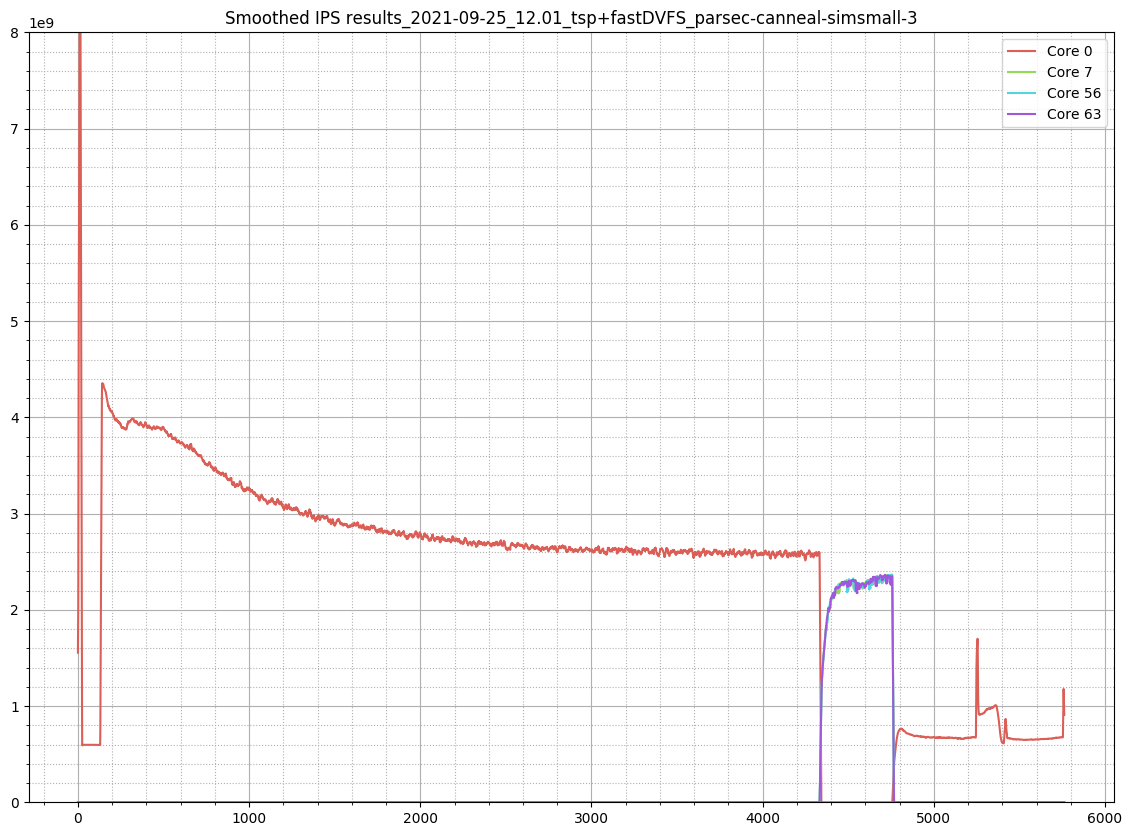 Smoothed IPS results_2021-09-25_12.01_tsp+fastDVFS_parsec-canneal-simsmall-3
1e9
8
7
6
5
4
3
2
1
0
Core 0
Core 7
Core 56
Core 63
0 1000 2000 3000 4000 5000 6000